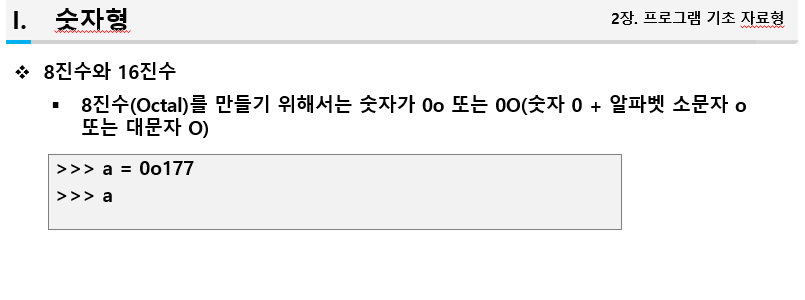 I. 숫자형
2장. 프로그램 기초 자료형
❖ 8진수와 16진수
▪ 8진수(Octal)를 만들기 위해서는 숫자가 0o 또는 0O(숫자 0 + 알파벳 소문자 o
또는 대문자 O)
>>> a = 0o177
>>> a